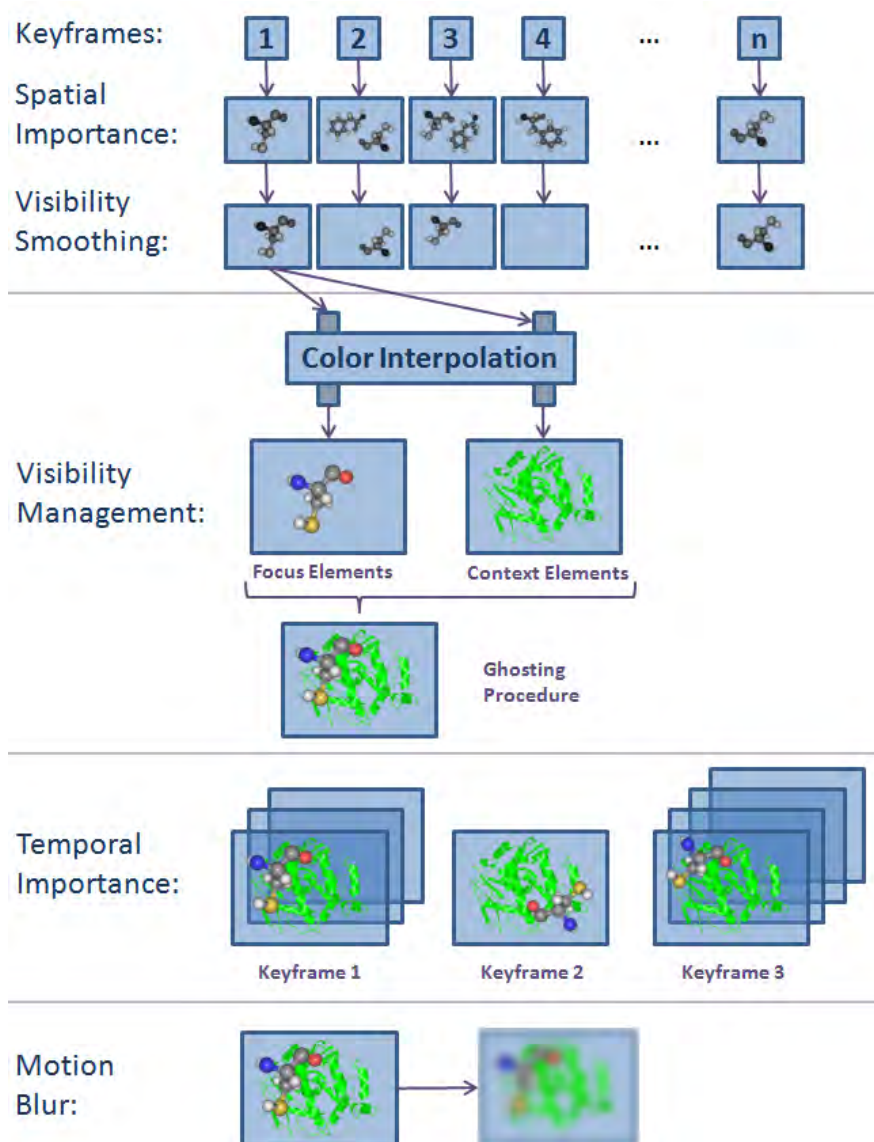 Keyframes: 1 2 3 4 ... n
Spatial
Importance: ...
Visibility
Smoothing: ...
Color Interpolation
Visibility
Management:
Focus Elements Context Elements
Ghosting
Procedure
Temporal
Importance:
Keyframe 1 Keyframe 2 Keyframe 3
Motion
Blur: